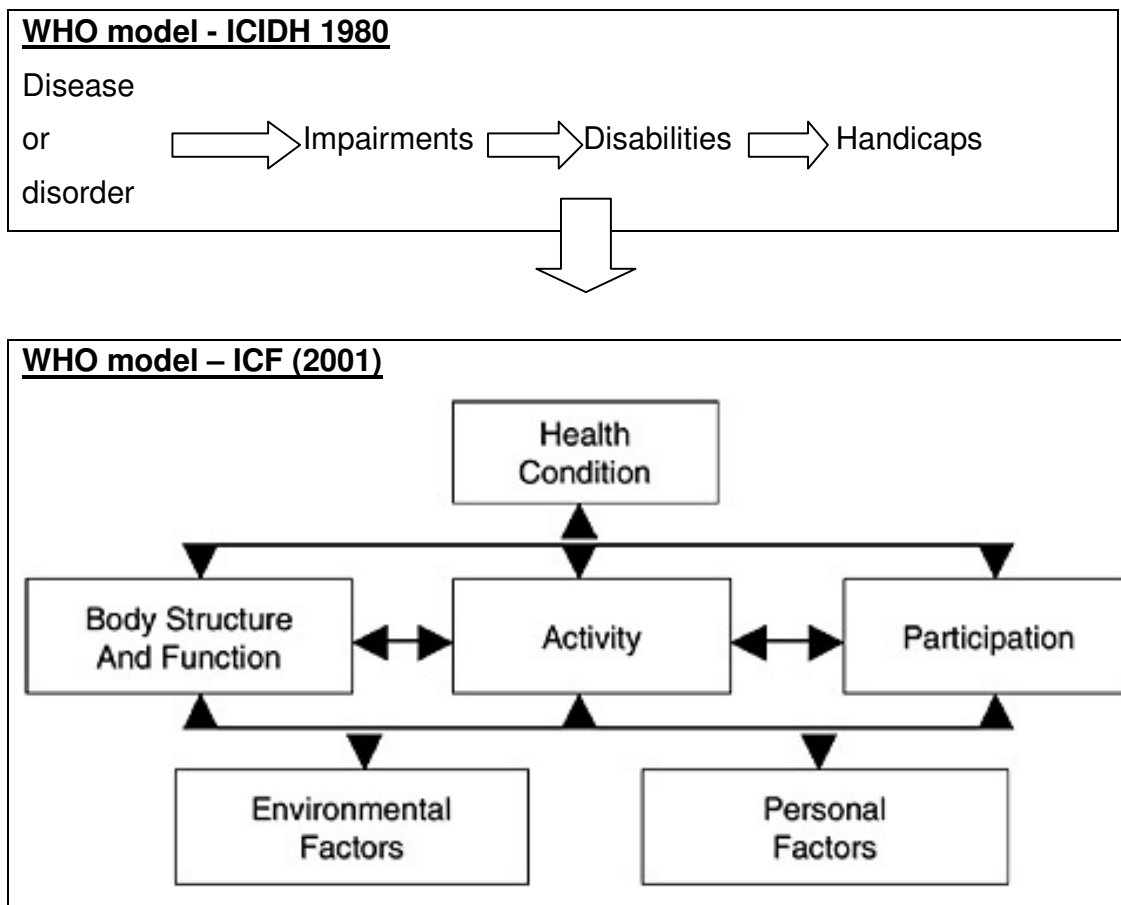 WHO model - ICIDH 1980
Disease
or
disorder
Impairments
Disabilities
Handicaps
WHO model – ICF (2001)
Health
Condition
Body Structure
And Function
Activity
Participation
Environmental
Factors
Personal
Factors